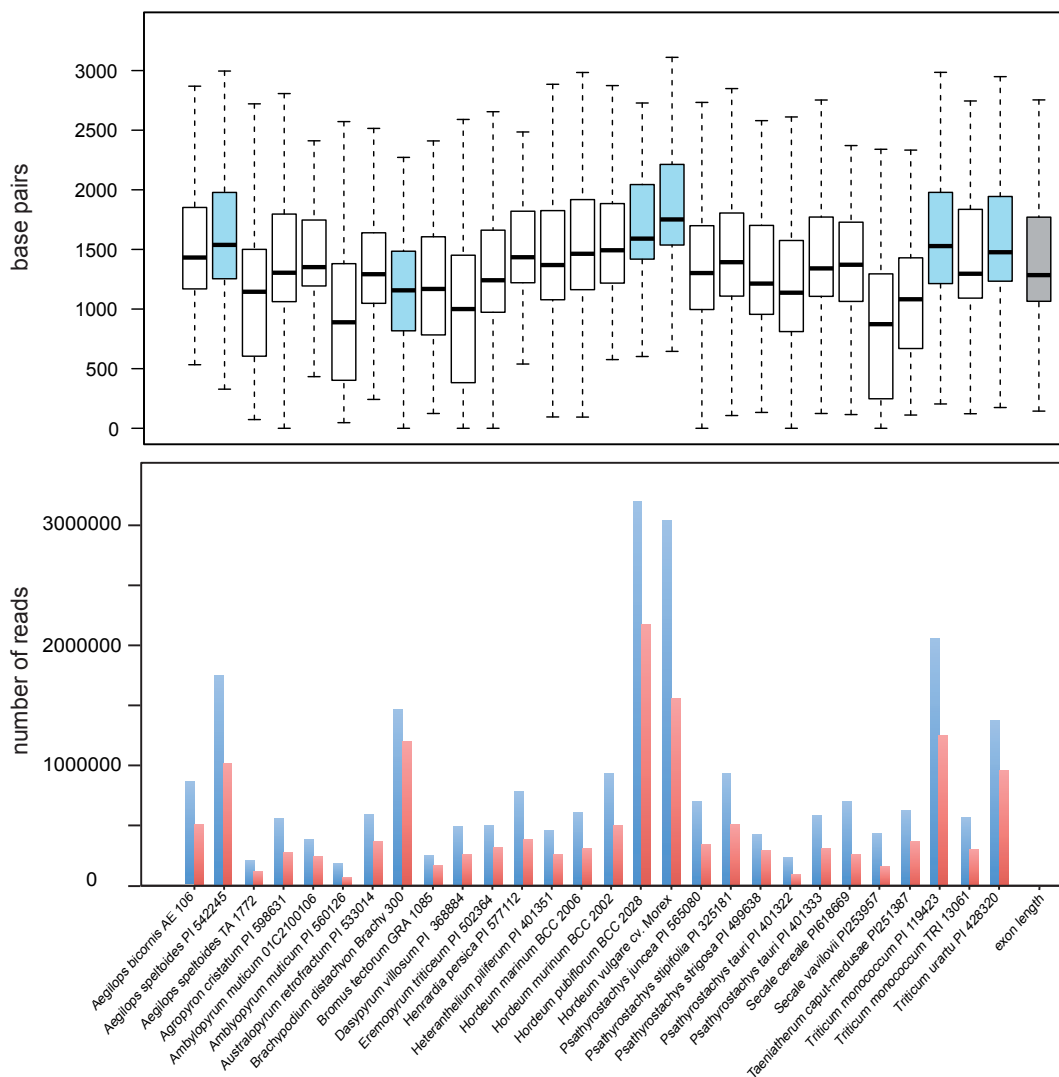 base pairs
3000
2500
2000
1500
1000
500
0
number of reads
3000000
2000000
1000000
0
Aegilops bicornis AE 106
Aegilops speltoides PI 542245
Aegilops speltoides TA 1772
Agropyron cristatum PI 598631
Ambylopyrum muticum 01C2100106
Amblyopyrum muticum PI 560126
Australopyrum retrofractum PI 533014
Brachypodium distachyon Brachy 300
Bromus tectorum GRA 1085
Dasypyrum villosum PI 368884
Eremopyrum triticeum PI 502364
Henrardia persica PI 577112
Heteranthelium piliferum PI 401351
Hordeum marinum BCC 2006
Hordeum murinum BCC 2002
Hordeum pubiflorum BCC 2028
Hordeum vulgare cv. Morex
Psathyrostachys juncea PI 565080
Psathyrostachys stipifolia PI 325181
Psathyrostachys strigosa PI 499638
Psathyrostachys tauri PI 401322
Psathyrostachys tauri PI 401333
Secale cereale PI618669
Secale vavilovii PI253957
Taeniatherum caput-medusae PI251387
Triticum monococcum PI 119423
Triticum monococcum TRI 13061
Triticum urartu PI 428320
exon length